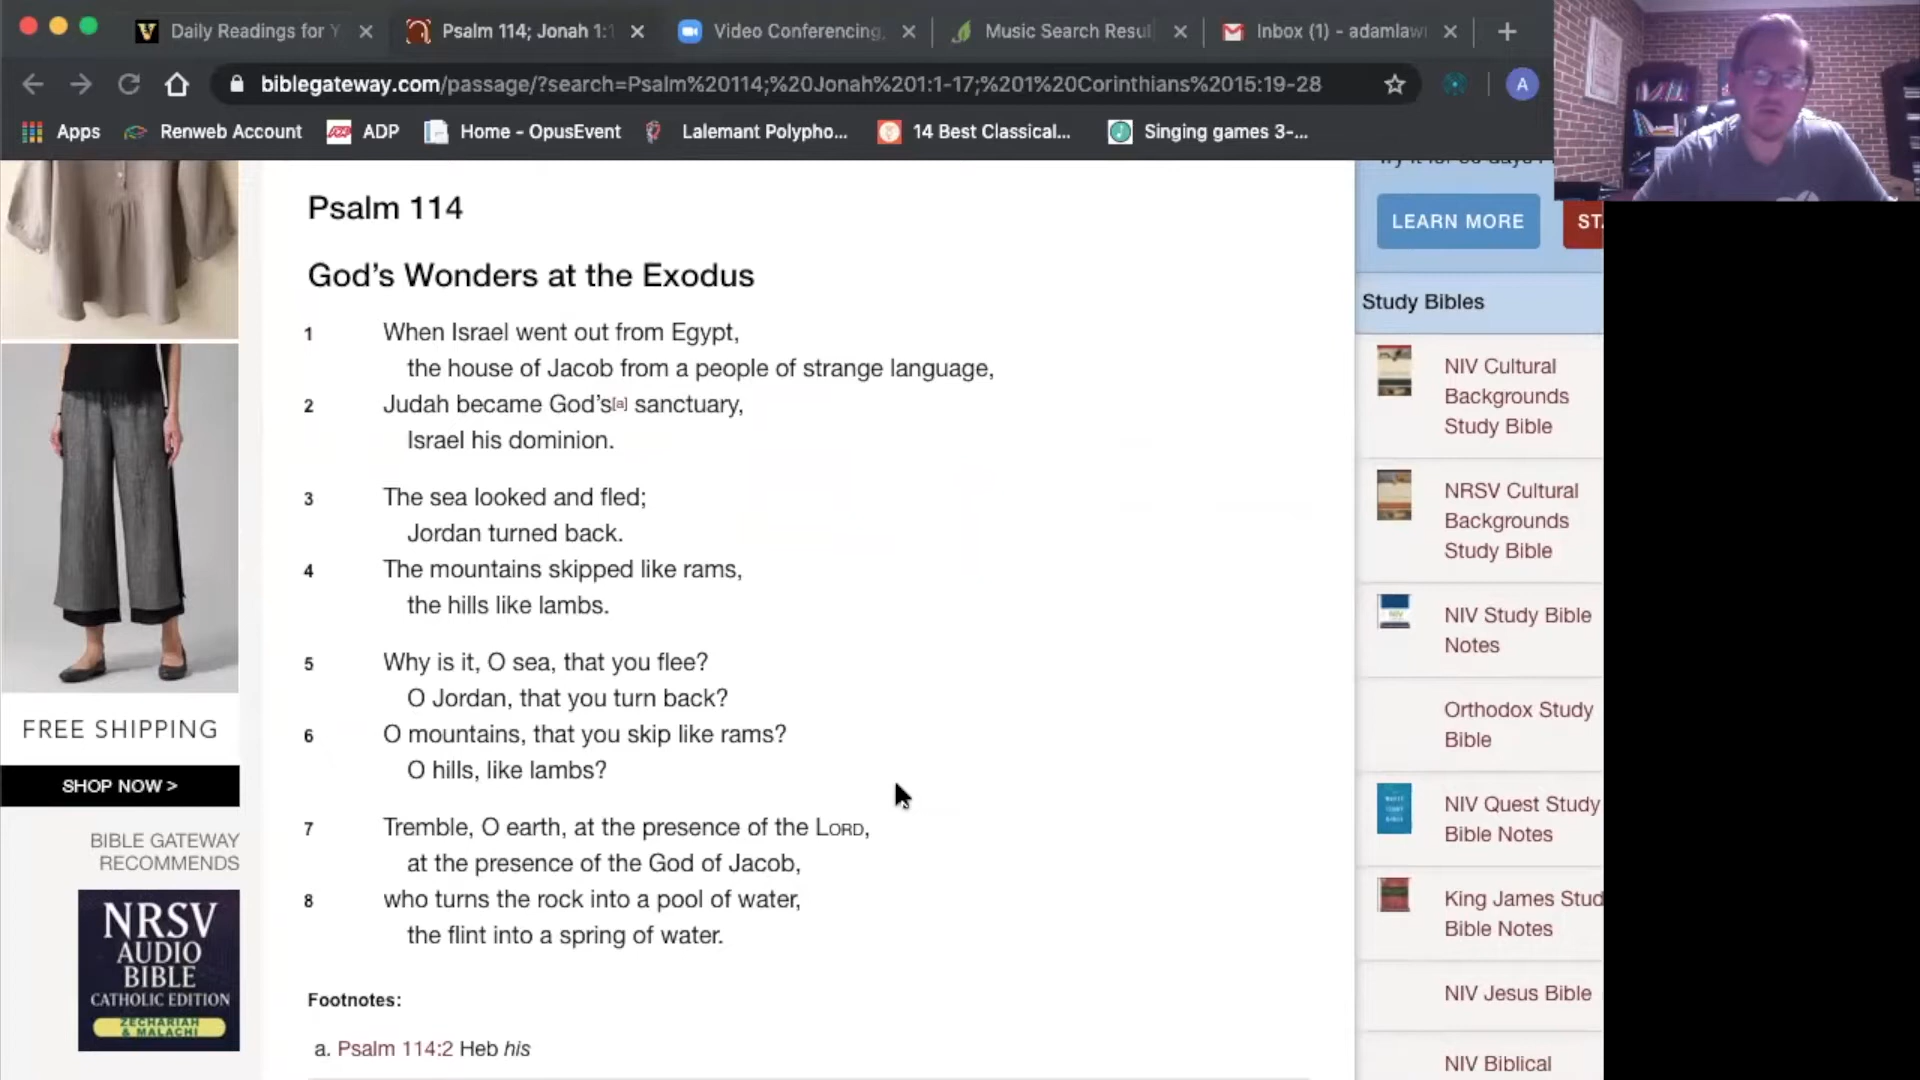 Daily Readings for Y
Psalm 114; Jonah 1:1
Video Conferencing,
Music Search Resul
Inbox (1) - adamlawr
biblegateway.com/passage/?search=Psalm%20114;%20Jonah%201:1-17;%201%20Corinthians%2015:19-28
A
Apps
Renweb Account
ADP
Home - OpusEvent
Lalemant Polypho...
14 Best Classical...
Singing games 3-...
Psalm 114
God's Wonders at the Exodus
1 When Israel went out from Egypt,
the house of Jacob from a people of strange language,
2 Judah became God's[a] sanctuary,
Israel his dominion.
3 The sea looked and fled;
Jordan turned back.
4 The mountains skipped like rams,
the hills like lambs.
5 Why is it, O sea, that you flee?
O Jordan, that you turn back?
6 O mountains, that you skip like rams?
O hills, like lambs?
7 Tremble, O earth, at the presence of the LORD,
at the presence of the God of Jacob,
8 who turns the rock into a pool of water,
the flint into a spring of water.
Footnotes:
a. Psalm 114:2 Heb his
FREE SHIPPING
SHOP NOW >
BIBLE GATEWAY
RECOMMENDS
NRSV
AUDIO
BIBLE
CATHOLIC EDITION
ZECHARIAH
& MALACHI
LEARN MORE
STA
Study Bibles
NIV Cultural
Backgrounds
Study Bible
NRSV Cultural
Backgrounds
Study Bible
NIV Study Bible
Notes
Orthodox Study
Bible
NIV Quest Study
Bible Notes
King James Stud
Bible Notes
NIV Jesus Bible
NIV Biblical